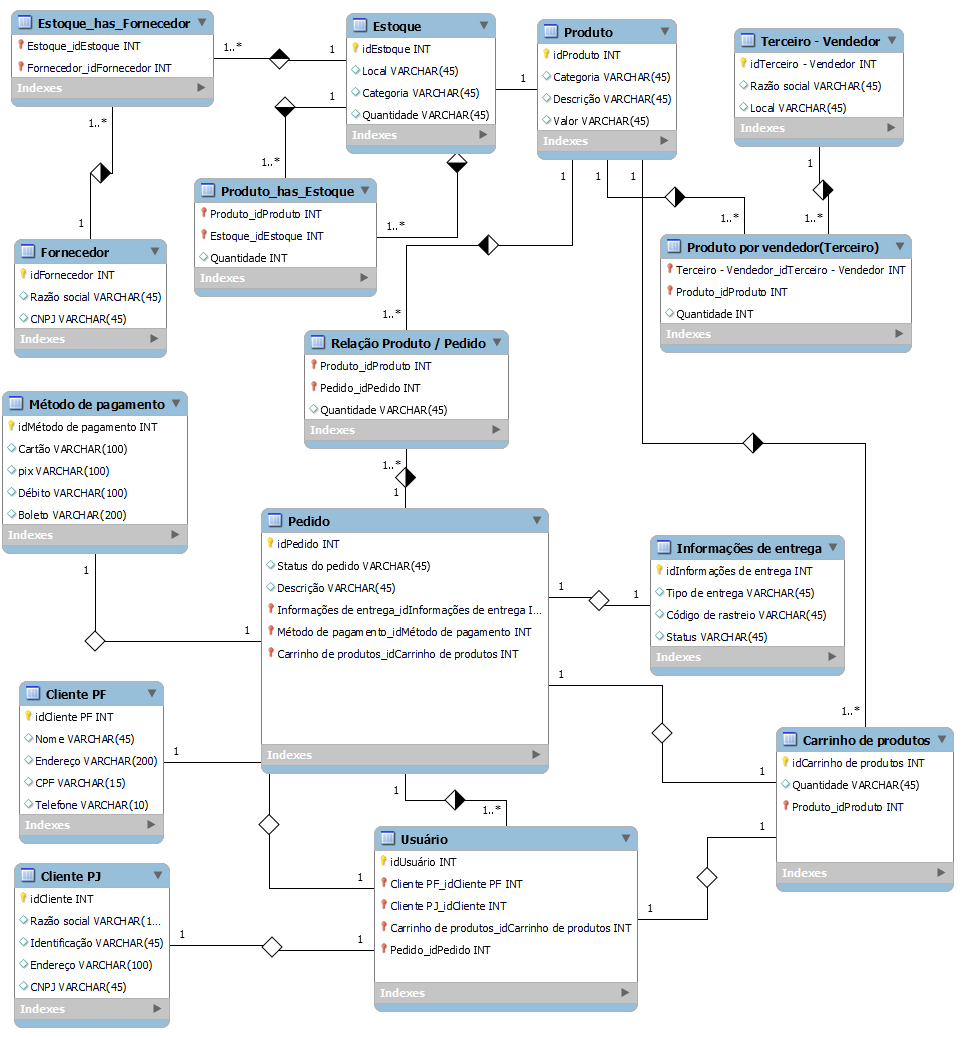 Estoque_has_Fornecedor
Estoque_idEstoque INT
Fornecedor_idFornecedor INT
Indexes
1..*
1
Estoque
idEstoque INT
Local VARCHAR(45)
Categoria VARCHAR(45)
Quantidade VARCHAR(45)
Indexes
1
1..*
1
Produto
idProduto INT
Categoria VARCHAR(45)
Descrição VARCHAR(45)
Valor VARCHAR(45)
Indexes
Terceiro - Vendedor
idTerceiro - Vendedor INT
Razão social VARCHAR(45)
Local VARCHAR(45)
Indexes
1..*
1
Fornecedor
idFornecedor INT
Razão social VARCHAR(45)
CNPJ VARCHAR(45)
Indexes
Produto_has_Estoque
Produto_idProduto INT
Estoque_idEstoque INT
Quantidade INT
Indexes
1..*
1
1
1
1
1..*
1..*
Produto por vendedor(Terceiro)
Terceiro - Vendedor_idTerceiro - Vendedor INT
Produto_idProduto INT
Quantidade INT
Indexes
1..*
Relação Produto / Pedido
Produto_idProduto INT
Pedido_idPedido INT
Quantidade VARCHAR(45)
Indexes
1..*
1
Método de pagamento
idMétodo de pagamento INT
Cartão VARCHAR(100)
pix VARCHAR(100)
Débito VARCHAR(100)
Boleto VARCHAR(200)
Indexes
1
1
Pedido
idPedido INT
Status do pedido VARCHAR(45)
Descrição VARCHAR(45)
Informações de entrega_idInformações de entrega I...
Método de pagamento_idMétodo de pagamento INT
Carrinho de produtos_idCarrinho de produtos INT
Indexes
1
1
Informações de entrega
idInformações de entrega INT
Tipo de entrega VARCHAR(45)
Código de rastreio VARCHAR(45)
Status VARCHAR(45)
Indexes
1
1
1..*
Carrinho de produtos
idCarrinho de produtos INT
Quantidade VARCHAR(45)
Produto_idProduto INT
Indexes
Cliente PF
idCliente PF INT
Nome VARCHAR(45)
Endereço VARCHAR(200)
CPF VARCHAR(15)
Telefone VARCHAR(10)
Indexes
1
1
1
1..*
Cliente PJ
idCliente INT
Razão social VARCHAR(1...
Identificação VARCHAR(45)
Endereço VARCHAR(100)
CNPJ VARCHAR(45)
Indexes
1
1
Usuário
idUsuário INT
Cliente PF_idCliente PF INT
Cliente PJ_idCliente INT
Carrinho de produtos_idCarrinho de produtos INT
Pedido_idPedido INT
Indexes
1
1